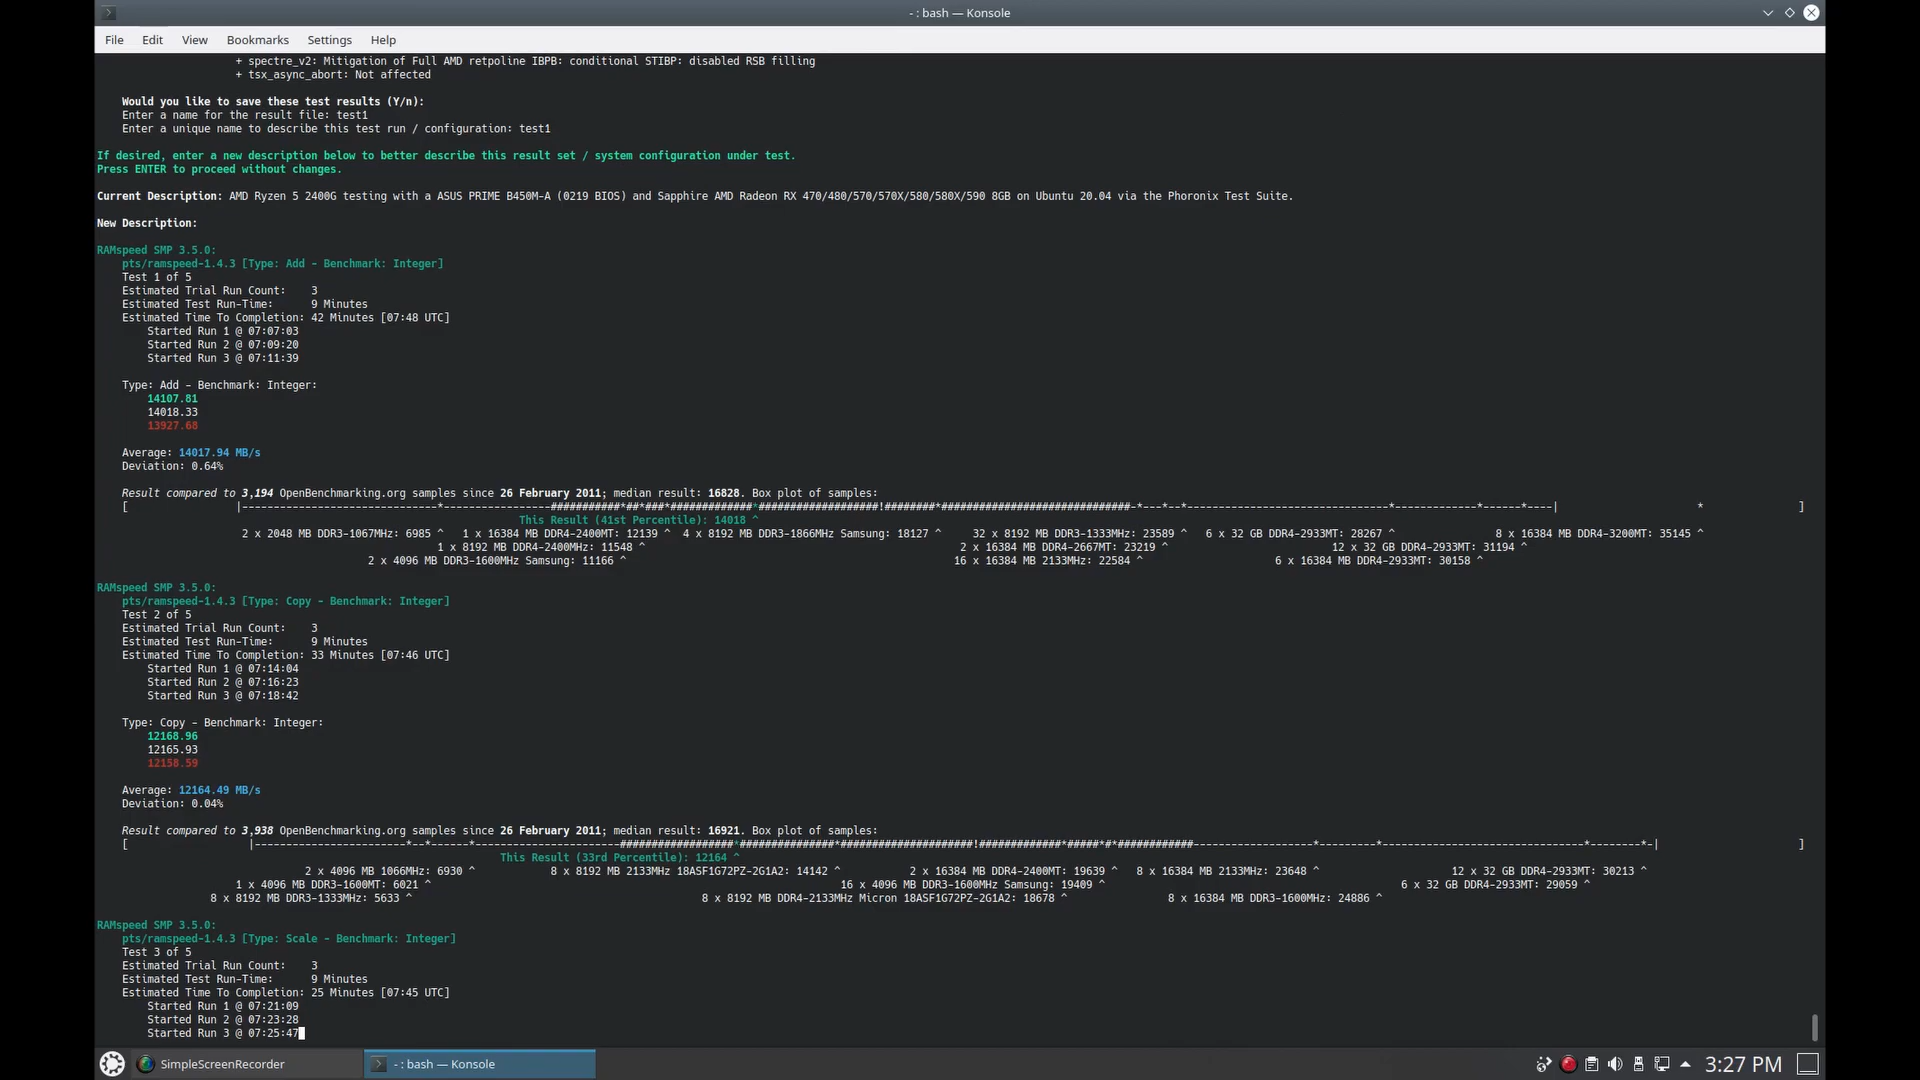 - : bash — Konsole
File Edit View Bookmarks Settings Help
+ spectre_v2: Mitigation of Full AMD retpoline IBPB: conditional STIBP: disabled RSB filling
+ tsx_async_abort: Not affected
Would you like to save these test results (Y/n):
Enter a name for the result file: test1
Enter a unique name to describe this test run / configuration: test1
If desired, enter a new description below to better describe this result set / system configuration under test.
Press ENTER to proceed without changes.
Current Description: AMD Ryzen 5 2400G testing with a ASUS PRIME B450M-A (0219 BIOS) and Sapphire AMD Radeon RX 470/480/570/570X/580/580X/590 8GB on Ubuntu 20.04 via the Phoronix Test Suite.
New Description:
RAMspeed SMP 3.5.0:
pts/ramspeed-1.4.3 [Type: Add - Benchmark: Integer]
Test 1 of 5
Estimated Trial Run Count: 3
Estimated Test Run-Time: 9 Minutes
Estimated Time To Completion: 42 Minutes [07:48 UTC]
Started Run 1 @ 07:07:03
Started Run 2 @ 07:09:20
Started Run 3 @ 07:11:39
Type: Add - Benchmark: Integer:
14107.81
14018.33
13927.68
Average: 14017.94 MB/s
Deviation: 0.64%
Result compared to 3,194 OpenBenchmarking.org samples since 26 February 2011; median result: 16828. Box plot of samples:
This Result (41st Percentile): 14018 ^
2 x 2048 MB DDR3-1067MHz: 6985 ^ 1 x 16384 MB DDR4-2400MT: 12139 ^ 4 x 8192 MB DDR3-1866MHz Samsung: 18127 ^ 32 x 8192 MB DDR3-1333MHz: 23589 ^ 6 x 32 GB DDR4-2933MT: 28267 ^ 8 x 16384 MB DDR4-3200MT: 35145 ^
1 x 8192 MB DDR4-2400MHz: 11548 ^ 2 x 16384 MB DDR4-2667MT: 23219 ^ 12 x 32 GB DDR4-2933MT: 31194 ^
2 x 4096 MB DDR3-1600MHz Samsung: 11166 ^ 16 x 16384 MB 2133MHz: 22584 ^ 6 x 16384 MB DDR4-2933MT: 30158 ^
RAMspeed SMP 3.5.0:
pts/ramspeed-1.4.3 [Type: Copy - Benchmark: Integer]
Test 2 of 5
Estimated Trial Run Count: 3
Estimated Test Run-Time: 9 Minutes
Estimated Time To Completion: 33 Minutes [07:46 UTC]
Started Run 1 @ 07:14:04
Started Run 2 @ 07:16:23
Started Run 3 @ 07:18:42
Type: Copy - Benchmark: Integer:
12168.96
12165.93
12158.59
Average: 12164.49 MB/s
Deviation: 0.04%
Result compared to 3,938 OpenBenchmarking.org samples since 26 February 2011; median result: 16921. Box plot of samples:
This Result (33rd Percentile): 12164 ^
2 x 4096 MB 1066MHz: 6930 ^ 8 x 8192 MB 2133MHz 18ASF1G72PZ-2G1A2: 14142 ^ 2 x 16384 MB DDR4-2400MT: 19639 ^ 8 x 16384 MB 2133MHz: 23648 ^ 12 x 32 GB DDR4-2933MT: 30213 ^
1 x 4096 MB DDR3-1600MT: 6021 ^ 16 x 4096 MB DDR3-1600MHz Samsung: 19409 ^ 6 x 32 GB DDR4-2933MT: 29059 ^
8 x 8192 MB DDR3-1333MHz: 5633 ^ 8 x 8192 MB DDR4-2133MHz Micron 18ASF1G72PZ-2G1A2: 18678 ^ 8 x 16384 MB DDR3-1600MHz: 24886 ^
RAMspeed SMP 3.5.0:
pts/ramspeed-1.4.3 [Type: Scale - Benchmark: Integer]
Test 3 of 5
Estimated Trial Run Count: 3
Estimated Test Run-Time: 9 Minutes
Estimated Time To Completion: 25 Minutes [07:45 UTC]
Started Run 1 @ 07:21:09
Started Run 2 @ 07:23:28
Started Run 3 @ 07:25:47
SimpleScreenRecorder - : bash — Konsole 3:27 PM